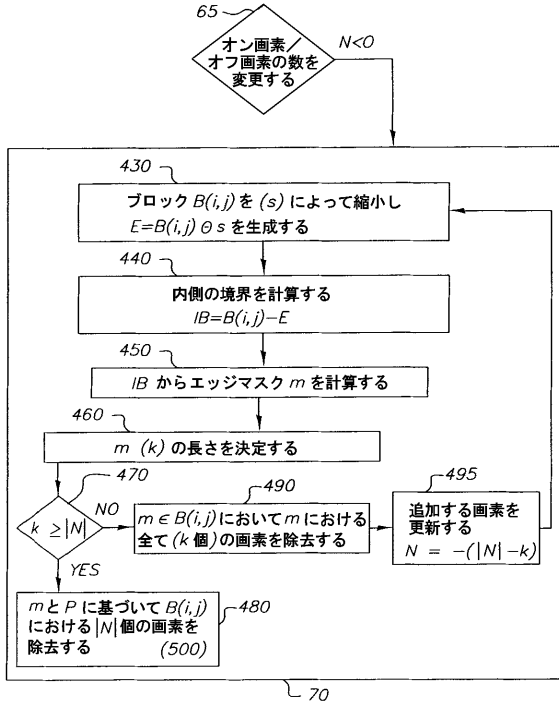 65
オン画素／
オフ画素の数を
変更する
N<0
430
ブロック B(i,j)を(s)によって縮小し
E=B(i,j)⊖s を生成する
440
内側の境界を計算する
IB=B(i,j)−E
450
IB からエッジマスク m を計算する
460
m (k) の長さを決定する
470
k ≥|N|
NO
YES
490
m∈B(i,j)においてmにおける
全て(k個)の画素を除去する
495
追加する画素を
更新する
N = −(|N|−k)
mとPに基づいて B(i,j)
における|N|個の画素を
除去する (500)
480
70